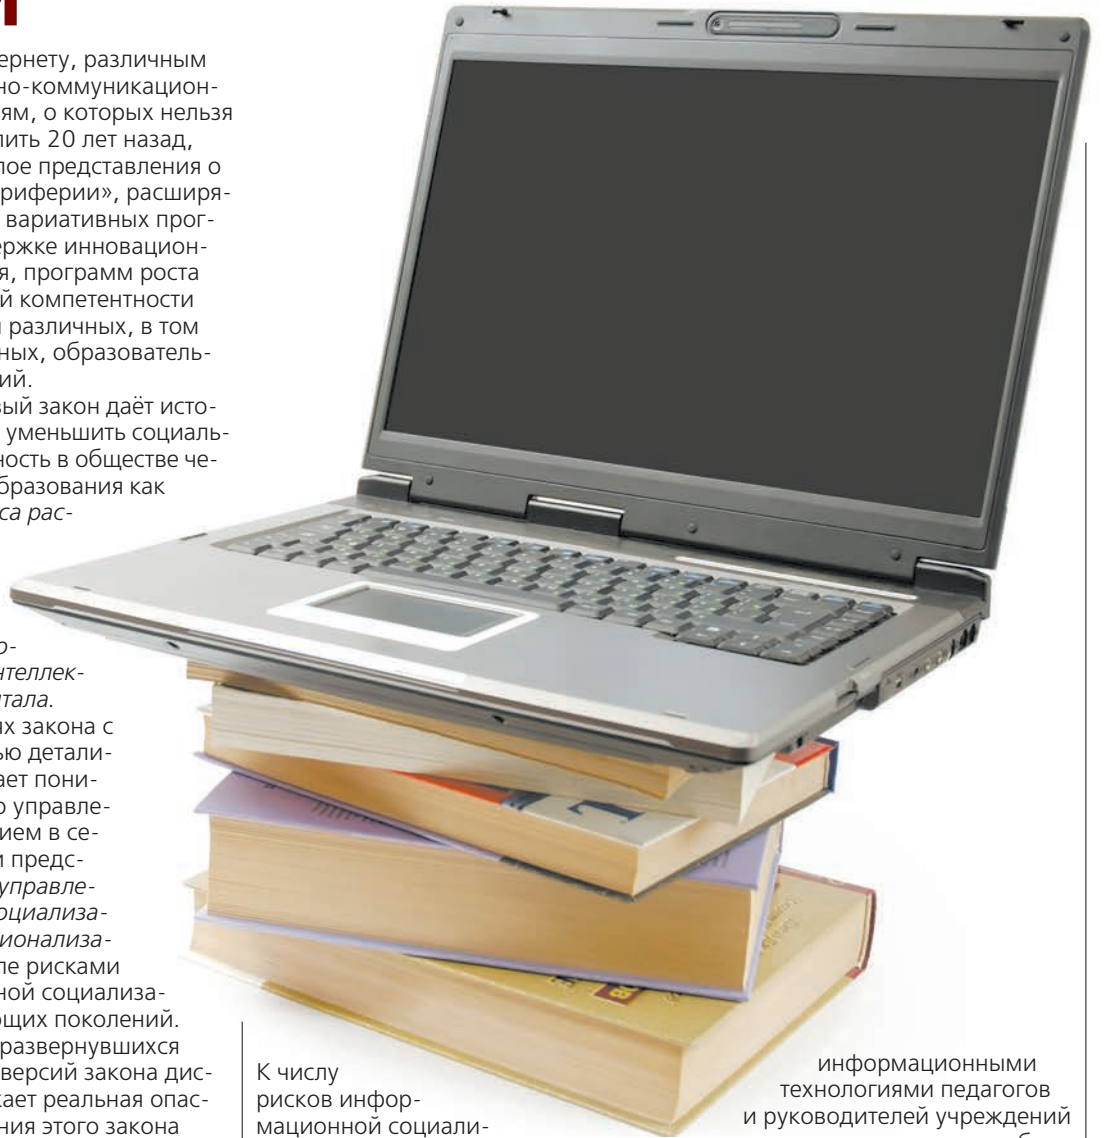 ернету, различным
но-коммуникацион-
ям, о которых нельзя
лить 20 лет назад,
лое представления о
риферии», расширя-
вариативных прог-
ержке инновацион-
я, программ роста
й компетентности
и различных, в том
ных, образователь-
ий.
вый закон даёт исто-
уменьшить социаль-
ность в обществе че-
бразования как
са рас-
о-
нтеллек-
тала.
ях закона с
ью детали-
ает пони-
о управле-
ием в се-
и предс-
управле-
оциализа-
ионализа-
ле рисками
ной социализа-
ющих поколений.
развернувшихся
версий закона дис-
кает реальная опас-
ния этого закона
К числу
рисков инфор-
мационной социали-
информационными
технологиями педагогов
и руководителей учреждений